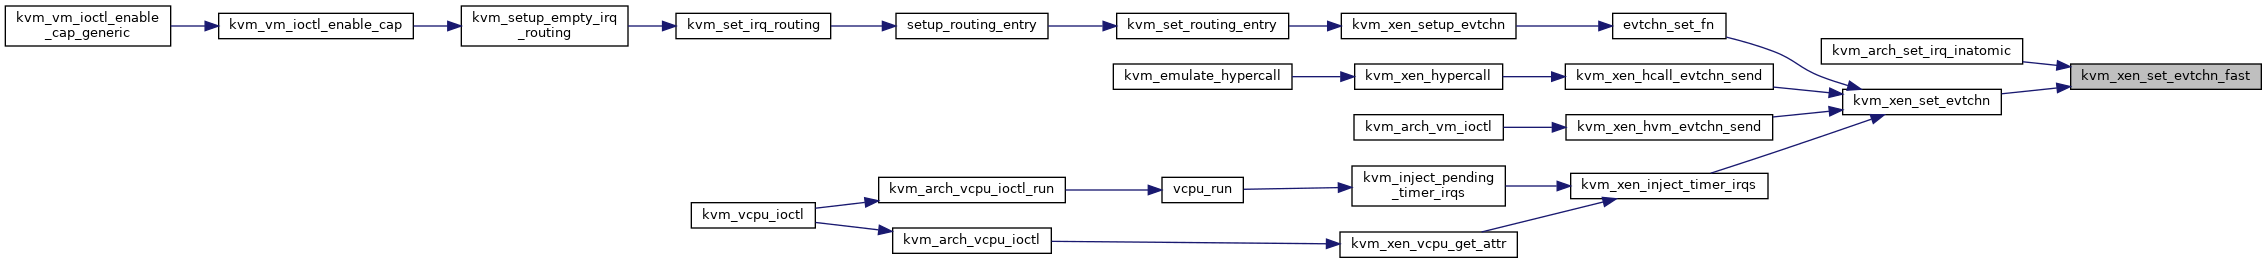 kvm_vm_ioctl_enable
_cap_generic
kvm_vm_ioctl_enable_cap
kvm_setup_empty_irq
_routing
kvm_set_irq_routing
setup_routing_entry
kvm_set_routing_entry
kvm_xen_setup_evtchn
evtchn_set_fn
kvm_arch_set_irq_inatomic
kvm_emulate_hypercall
kvm_xen_hypercall
kvm_xen_hcall_evtchn_send
kvm_xen_set_evtchn_fast
kvm_xen_set_evtchn
kvm_arch_vm_ioctl
kvm_xen_hvm_evtchn_send
kvm_arch_vcpu_ioctl_run
vcpu_run
kvm_inject_pending
_timer_irqs
kvm_xen_inject_timer_irqs
kvm_vcpu_ioctl
kvm_arch_vcpu_ioctl
kvm_xen_vcpu_get_attr